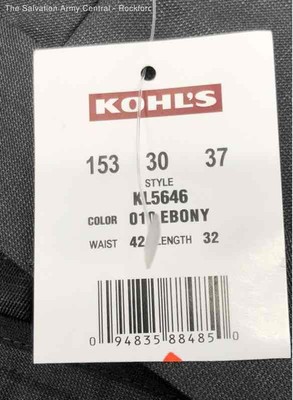 The Salvation Army Central - Rockford
KOHL'S
153 30 37
STYLE
KL5646
COLOR 010 EBONY
WAIST 42 LENGTH 32
0 94835 88485 0